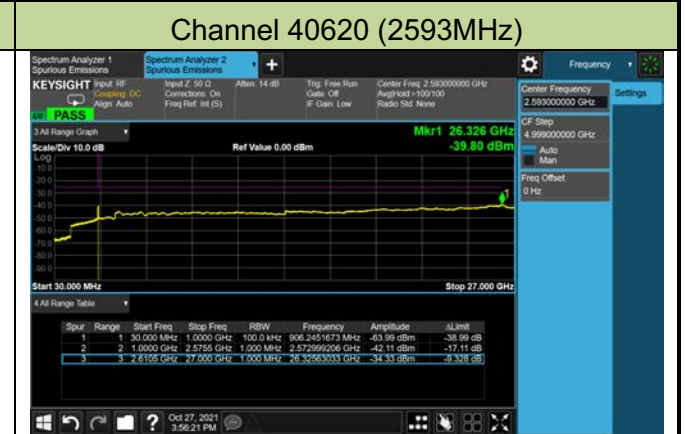 Channel 40620 (2593MHz)
Spectrum Analyzer 1
Spurious Emissions
Spectrum Analyzer 2
Spurious Emissions
Frequency
KEYSIGHT
Input: RF
Coupling: DC
Align: Auto
Input Z: 50 Ω
Corrections: On
Freq Ref: Int (S)
Atten: 14 dB
Trig: Free Run
Gate: Off
IF Gain: Low
Center Freq: 2.593000000 GHz
Avg|Hold:>100/100
Radio Std: None
PASS
Center Frequency
2.593000000 GHz
Settings
CF Step
4.999000000 GHz
Auto
Man
Freq Offset
0 Hz
3 All Range Graph
Mkr1 26.326 GHz
Scale/Div 10.0 dB
Ref Value 0.00 dBm
-39.80 dBm
Log
-10.0
-20.0
-30.0
-40.0
-50.0
-60.0
-70.0
-80.0
-90.0
1
Start 30.000 MHz
Stop 27.000 GHz
4 All Range Table
Spur Range Start Freq Stop Freq RBW Frequency Amplitude ΔLimit
1 1 30.000 MHz 1.0000 GHz 100.0 kHz 906.2451673 MHz -63.99 dBm -38.99 dB
2 2 1.0000 GHz 2.5755 GHz 1.000 MHz 2.572999206 GHz -42.11 dBm -17.11 dB
3 3 2.6105 GHz 27.000 GHz 1.000 MHz 26.32563033 GHz -34.33 dBm -9.328 dB
Oct 27, 2021
3:56:21 PM